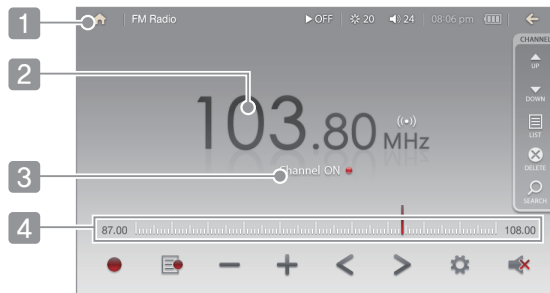 1
FM Radio
OFF
20
24
08:06 pm
CHANNEL
UP
DOWN
LIST
DELETE
SEARCH
2
103.80 MHz
3
Channel ON
4
87.00
108.00